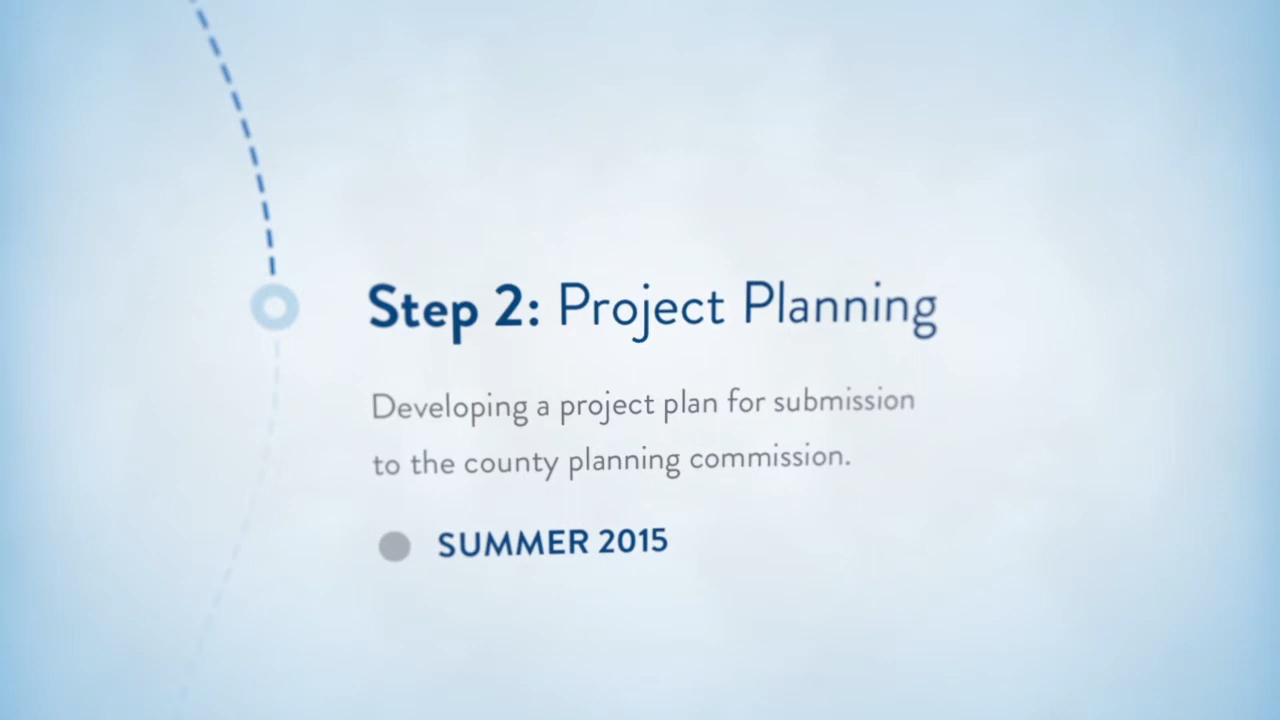 Step 2: Project Planning
Developing a project plan for submission
to the county planning commission.
SUMMER 2015